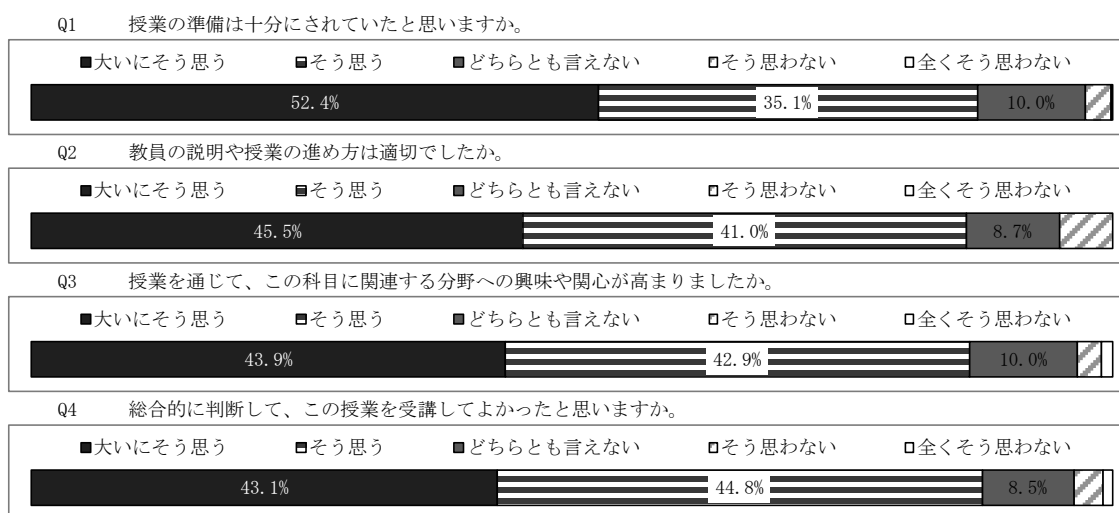 Q1 授業の準備は十分にされていたと思いますか。
■大いにそう思う ■そう思う ■どちらとも言えない □そう思わない □全くそう思わない
52.4% 35.1% 10.0%
Q2 教員の説明や授業の進め方は適切でしたか。
■大いにそう思う ■そう思う ■どちらとも言えない □そう思わない □全くそう思わない
45.5% 41.0% 8.7%
Q3 授業を通じて、この科目に関連する分野への興味や関心が高まりましたか。
■大いにそう思う ■そう思う ■どちらとも言えない □そう思わない □全くそう思わない
43.9% 42.9% 10.0%
Q4 総合的に判断して、この授業を受講してよかったと思いますか。
■大いにそう思う ■そう思う ■どちらとも言えない □そう思わない □全くそう思わない
43.1% 44.8% 8.5%